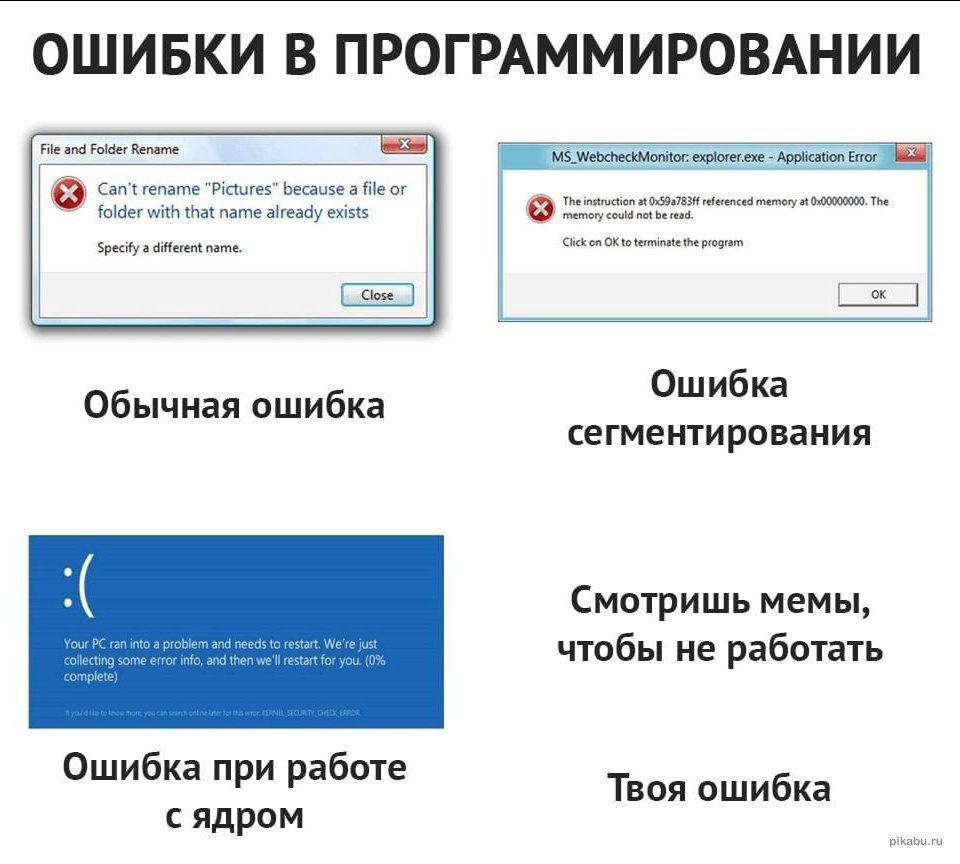 ОШИБКИ В ПРОГРАММИРОВАНИИ
File and Folder Rename
Can't rename "Pictures" because a file or
folder with that name already exists
Specify a different name.
Close
Обычная ошибка
MS_WebcheckMonitor: explorer.exe - Application Error
The instruction at 0x59a783ff referenced memory at 0x00000000. The
memory could not be read.
Click on OK to terminate the program
OK
Ошибка
сегментирования
:(
Your PC ran into a problem and needs to restart. We're just
collecting some error info, and then we'll restart for you. (0%
complete)
If you'd like to know more, you can search online later for this error: KERNEL_SECURITY_CHECK_ERROR
Ошибка при работе
с ядром
Смотришь мемы,
чтобы не работать
Твоя ошибка
pikabu.ru